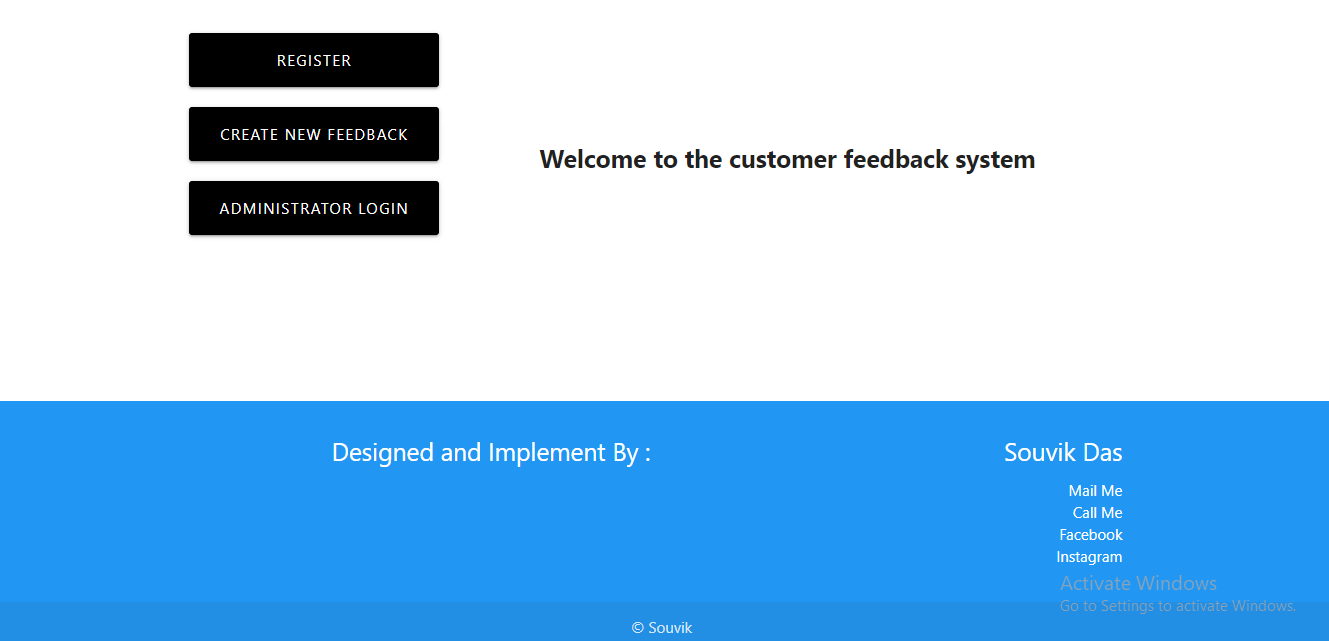 REGISTER
CREATE NEW FEEDBACK
ADMINISTRATOR LOGIN
Welcome to the customer feedback system
Designed and Implement By :
Souvik Das
Mail Me
Call Me
Facebook
Instagram
Activate Windows
Go to Settings to activate Windows.
© Souvik